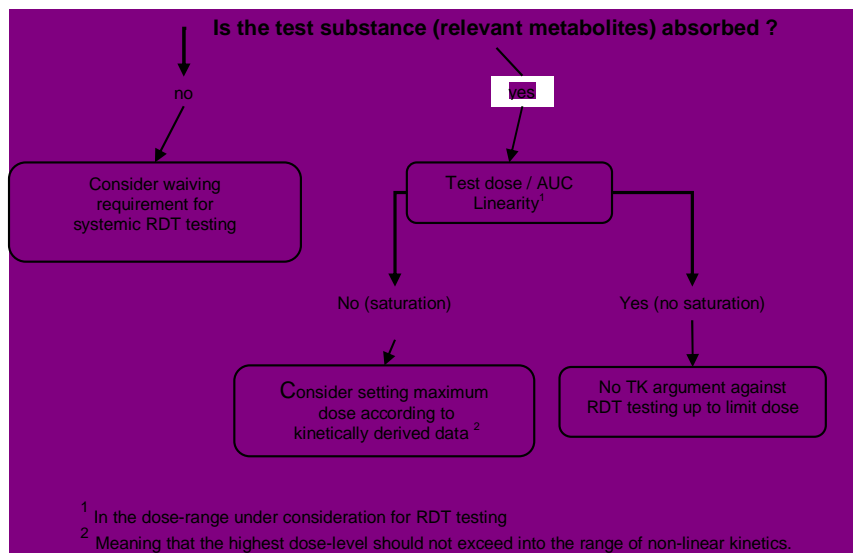 Is the test substance (relevant metabolites) absorbed ?
no
yes
Consider waiving
requirement for
systemic RDT testing
Test dose / AUC
Linearity1
No (saturation)
Yes (no saturation)
Consider setting maximum
dose according to
kinetically derived data 2
No TK argument against
RDT testing up to limit dose
1 In the dose-range under consideration for RDT testing
2 Meaning that the highest dose-level should not exceed into the range of non-linear kinetics.